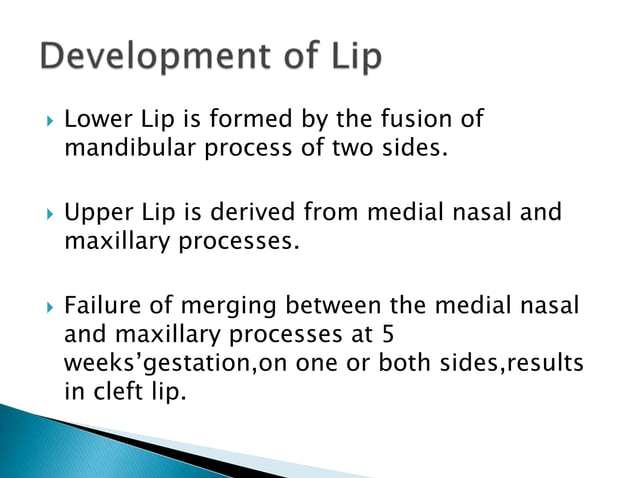 Development of Lip
Lower Lip is formed by the fusion of
mandibular process of two sides.
Upper Lip is derived from medial nasal and
maxillary processes.
Failure of merging between the medial nasal
and maxillary processes at 5
weeks’gestation,on one or both sides,results
in cleft lip.